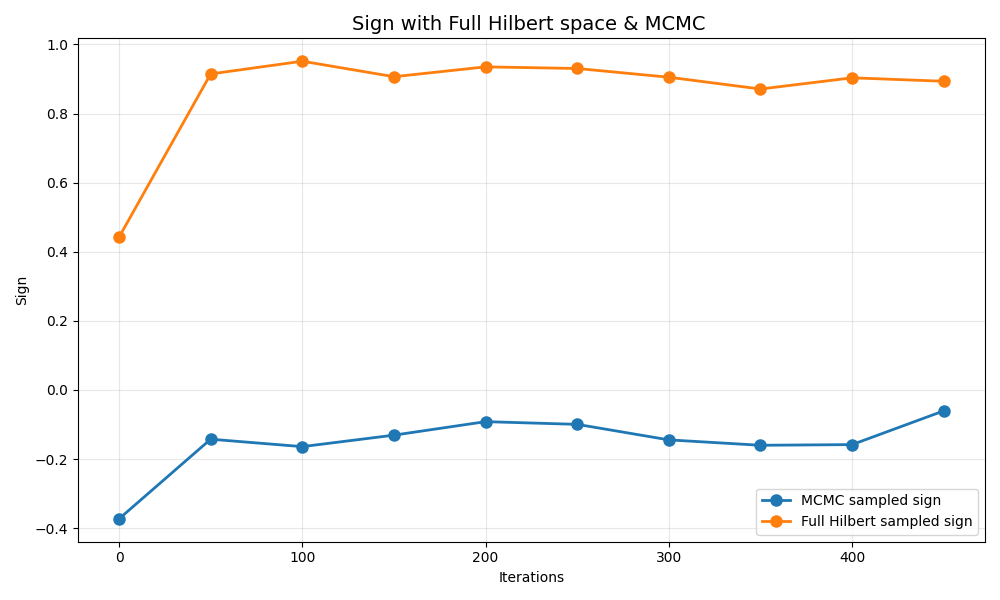 Sign with Full Hilbert space & MCMC
1.0
0.8
0.6
0.4
0.2
0.0
−0.2
−0.4
Sign
0 100 200 300 400
Iterations
MCMC sampled sign
Full Hilbert sampled sign